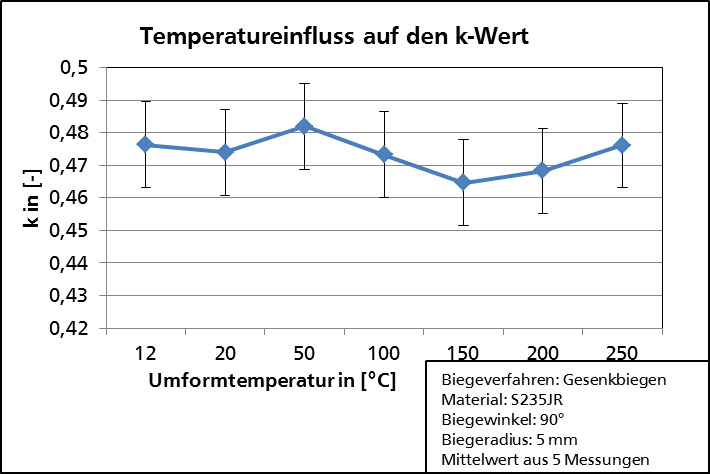 Temperatureinfluss auf den k-Wert
0,5
0,49
0,48
0,47
0,46
0,45
0,44
0,43
0,42
k in [-]
12 20 50 100 150 200 250
Umformtemperatur in [°C]
Biegeverfahren: Gesenkbiegen
Material: S235JR
Biegewinkel: 90°
Biegeradius: 5 mm
Mittelwert aus 5 Messungen